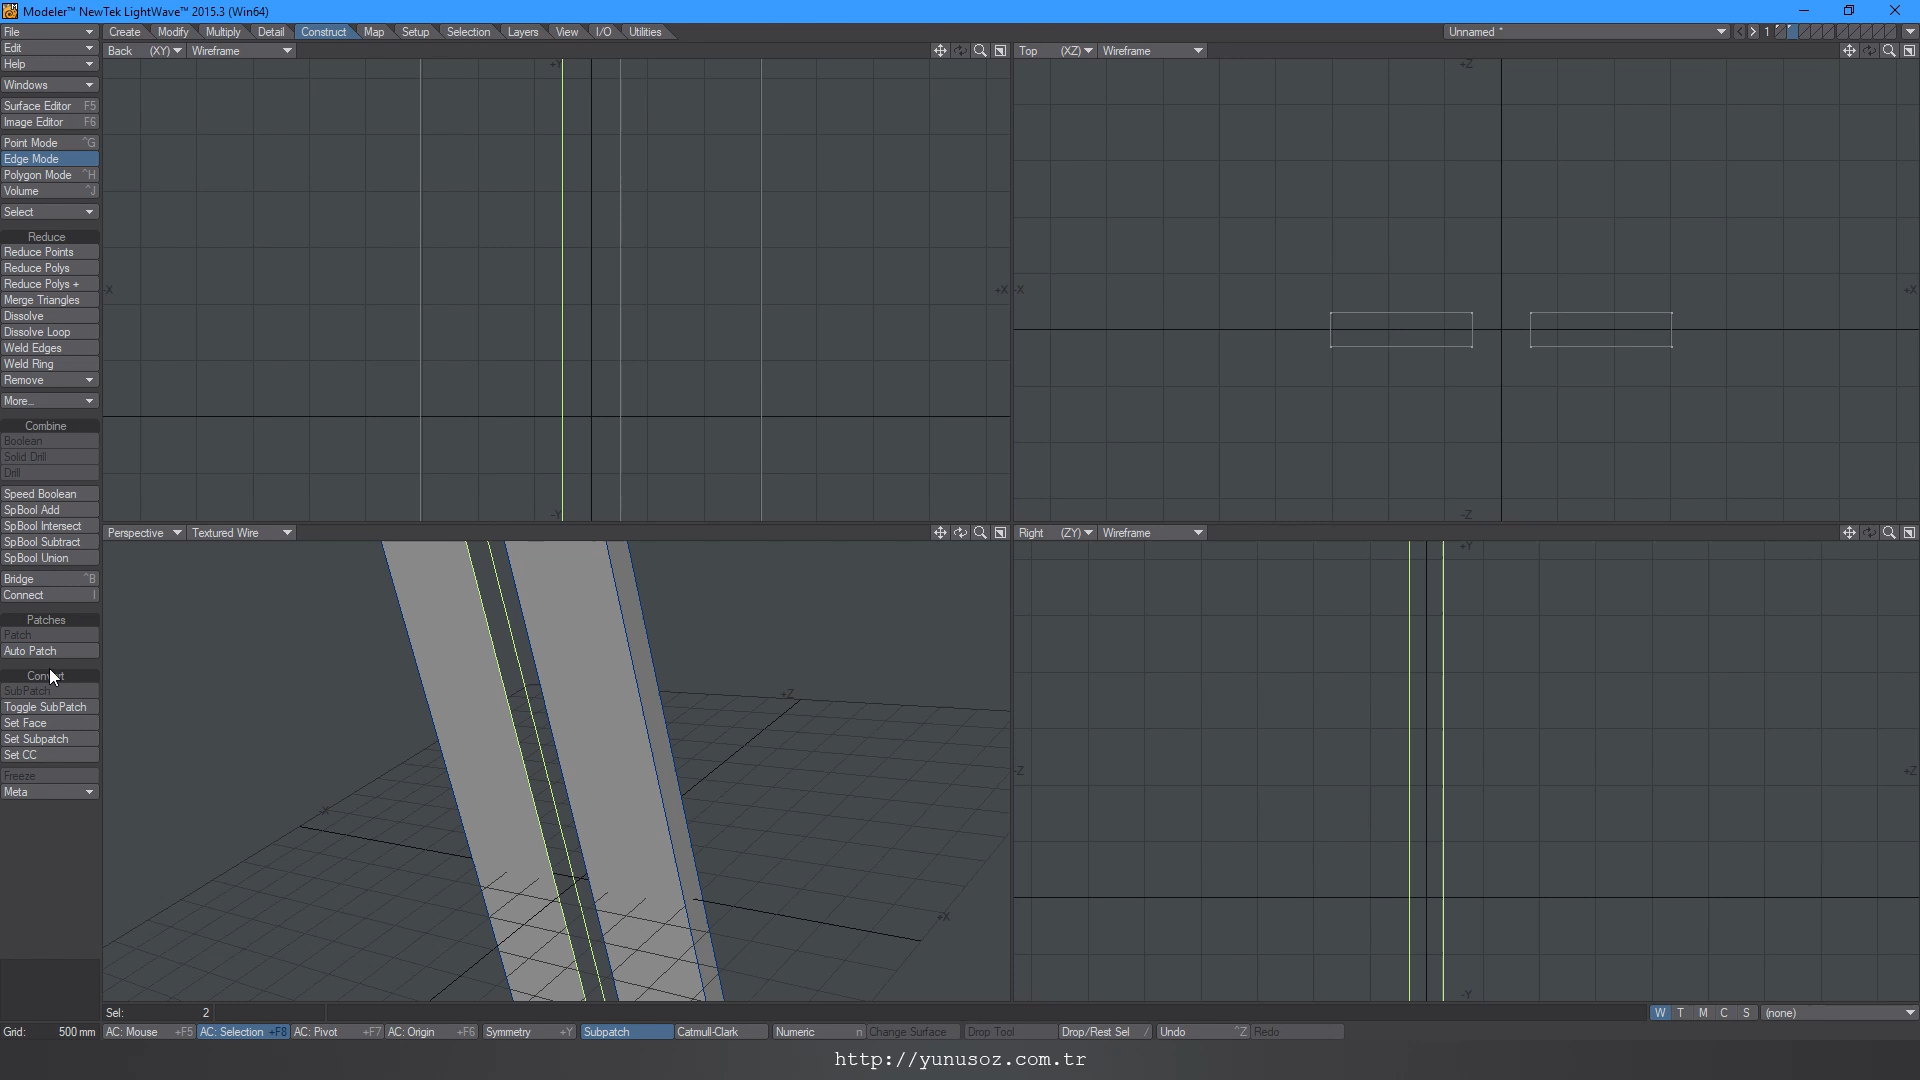 Modeler™ NewTek LightWave™ 2015.3 (Win64)
File Create Modify Multiply Detail Construct Map Setup Selection Layers View I/O Utilities Unnamed * 1
Edit
Help
Windows
Surface Editor F5
Image Editor F6
Point Mode ^G
Edge Mode
Polygon Mode ^H
Volume ^J
Select
Reduce
Reduce Points
Reduce Polys
Reduce Polys +
Merge Triangles
Dissolve
Dissolve Loop
Weld Edges
Weld Ring
Remove
More...
Combine
Boolean
Solid Drill
Drill
Speed Boolean
SpBool Add
SpBool Intersect
SpBool Subtract
SpBool Union
Bridge ^B
Connect l
Patches
Patch
Auto Patch
SubPatch
Toggle SubPatch
Set Face
Set Subpatch
Set CC
Freeze
Meta
Back (XY) Wireframe
+Y
-X +X
-Y
Top (XZ) Wireframe
+Z
-X +X
-Z
Perspective Textured Wire
+Z
-X
+X
Right (ZY) Wireframe
+Y
-Z +Z
-Y
Sel: 2 W T M C S (none)
Grid: 500 mm AC: Mouse +F5 AC: Selection +F8 AC: Pivot +F7 AC: Origin +F6 Symmetry +Y Subpatch Catmull-Clark Numeric n Change Surface Drop Tool Drop/Rest Sel / Undo ^Z Redo
http://yunusoz.com.tr